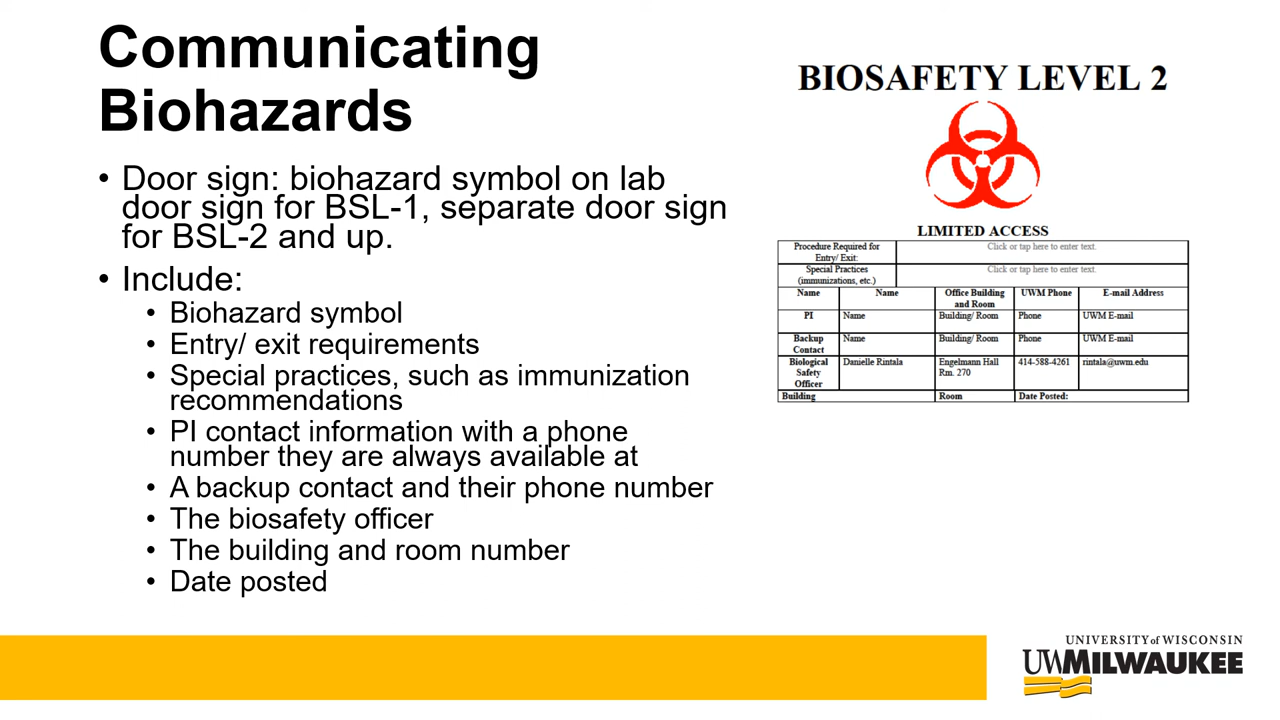 Communicating
Biohazards
• Door sign: biohazard symbol on lab
door sign for BSL-1, separate door sign
for BSL-2 and up.
• Include:
• Biohazard symbol
• Entry/ exit requirements
• Special practices, such as immunization
recommendations
• PI contact information with a phone
number they are always available at
• A backup contact and their phone number
• The biosafety officer
• The building and room number
• Date posted
BIOSAFETY LEVEL 2
LIMITED ACCESS
Procedure Required for
Entry/ Exit:
Click or tap here to enter text.
Special Practices
(immunizations, etc.)
Click or tap here to enter text.
Name Name Office Building
and Room UWM Phone E-mail Address
PI Name Building/ Room Phone UWM E-mail
Backup
Contact Name Building/ Room Phone UWM E-mail
Biological
Safety
Officer Danielle Rintala Engelmann Hall
Rm. 270 414-588-4261 rintala@uwm.edu
Building Room Date Posted:
UNIVERSITY of WISCONSIN
UWMILWAUKEE